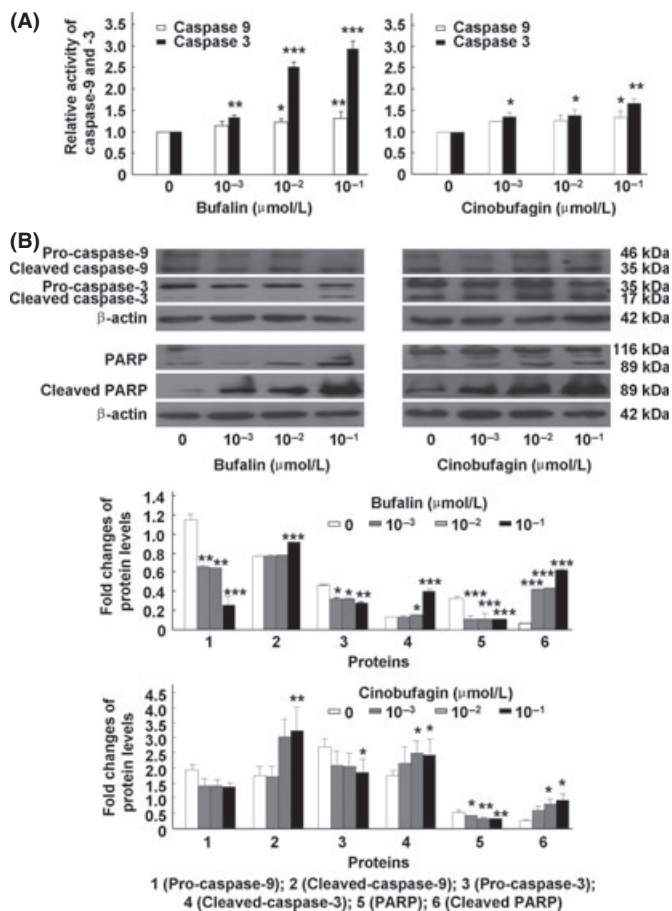 (A)
Relative activity of
caspase-9 and -3
3.5
3.0
2.5
2.0
1.5
1.0
0.5
0
Caspase 9
Caspase 3
**
*
***
**
***
0 10⁻³ 10⁻² 10⁻¹
Bufalin (μmol/L)
3.5
3.0
2.5
2.0
1.5
1.0
0.5
0
Caspase 9
Caspase 3
*
*
*
**
0 10⁻³ 10⁻² 10⁻¹
Cinobufagin (μmol/L)
(B)
Pro-caspase-9 46 kDa
Cleaved caspase-9 35 kDa
Pro-caspase-3 35 kDa
Cleaved caspase-3 17 kDa
β-actin 42 kDa
116 kDa
PARP
89 kDa
Cleaved PARP 89 kDa
β-actin 42 kDa
0 10⁻³ 10⁻² 10⁻¹ 0 10⁻³ 10⁻² 10⁻¹
Bufalin (μmol/L) Cinobufagin (μmol/L)
Fold changes of
protein levels
1.4
1.2
1.0
0.8
0.6
0.4
0.2
0
Bufalin (μmol/L)
0 10⁻³ 10⁻² 10⁻¹
** ** *** *** * * ** * *** *** *** *** *** *** ***
1 2 3 4 5 6
Proteins
Fold changes of
protein levels
4.5
3.5
3.0
2.5
1.5
1.0
0.5
0
Cinobufagin (μmol/L)
0 10⁻³ 10⁻² 10⁻¹
** * * * * ** ** * *
1 2 3 4 5 6
Proteins
1 (Pro-caspase-9); 2 (Cleaved-caspase-9); 3 (Pro-caspase-3);
4 (Cleaved-caspase-3); 5 (PARP); 6 (Cleaved PARP)